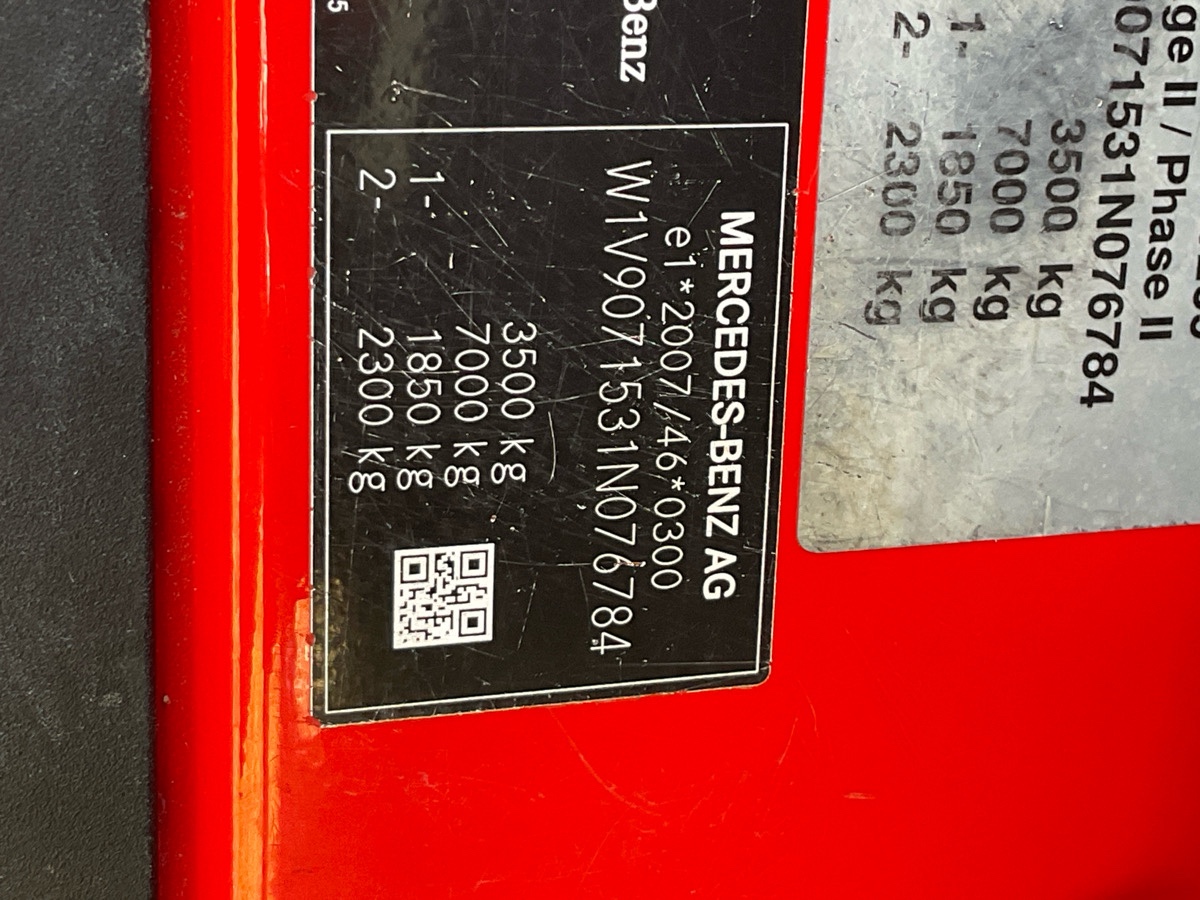 Benz
5
MERCEDES-BENZ AG
e1*2007/46*0300
W1V9071531N076784
3500 kg
7000 kg
1- 1850 kg
2- 2300 kg
ge II / Phase II
071531N076784
3500 kg
7000 kg
1- 1850 kg
2- 2300 kg